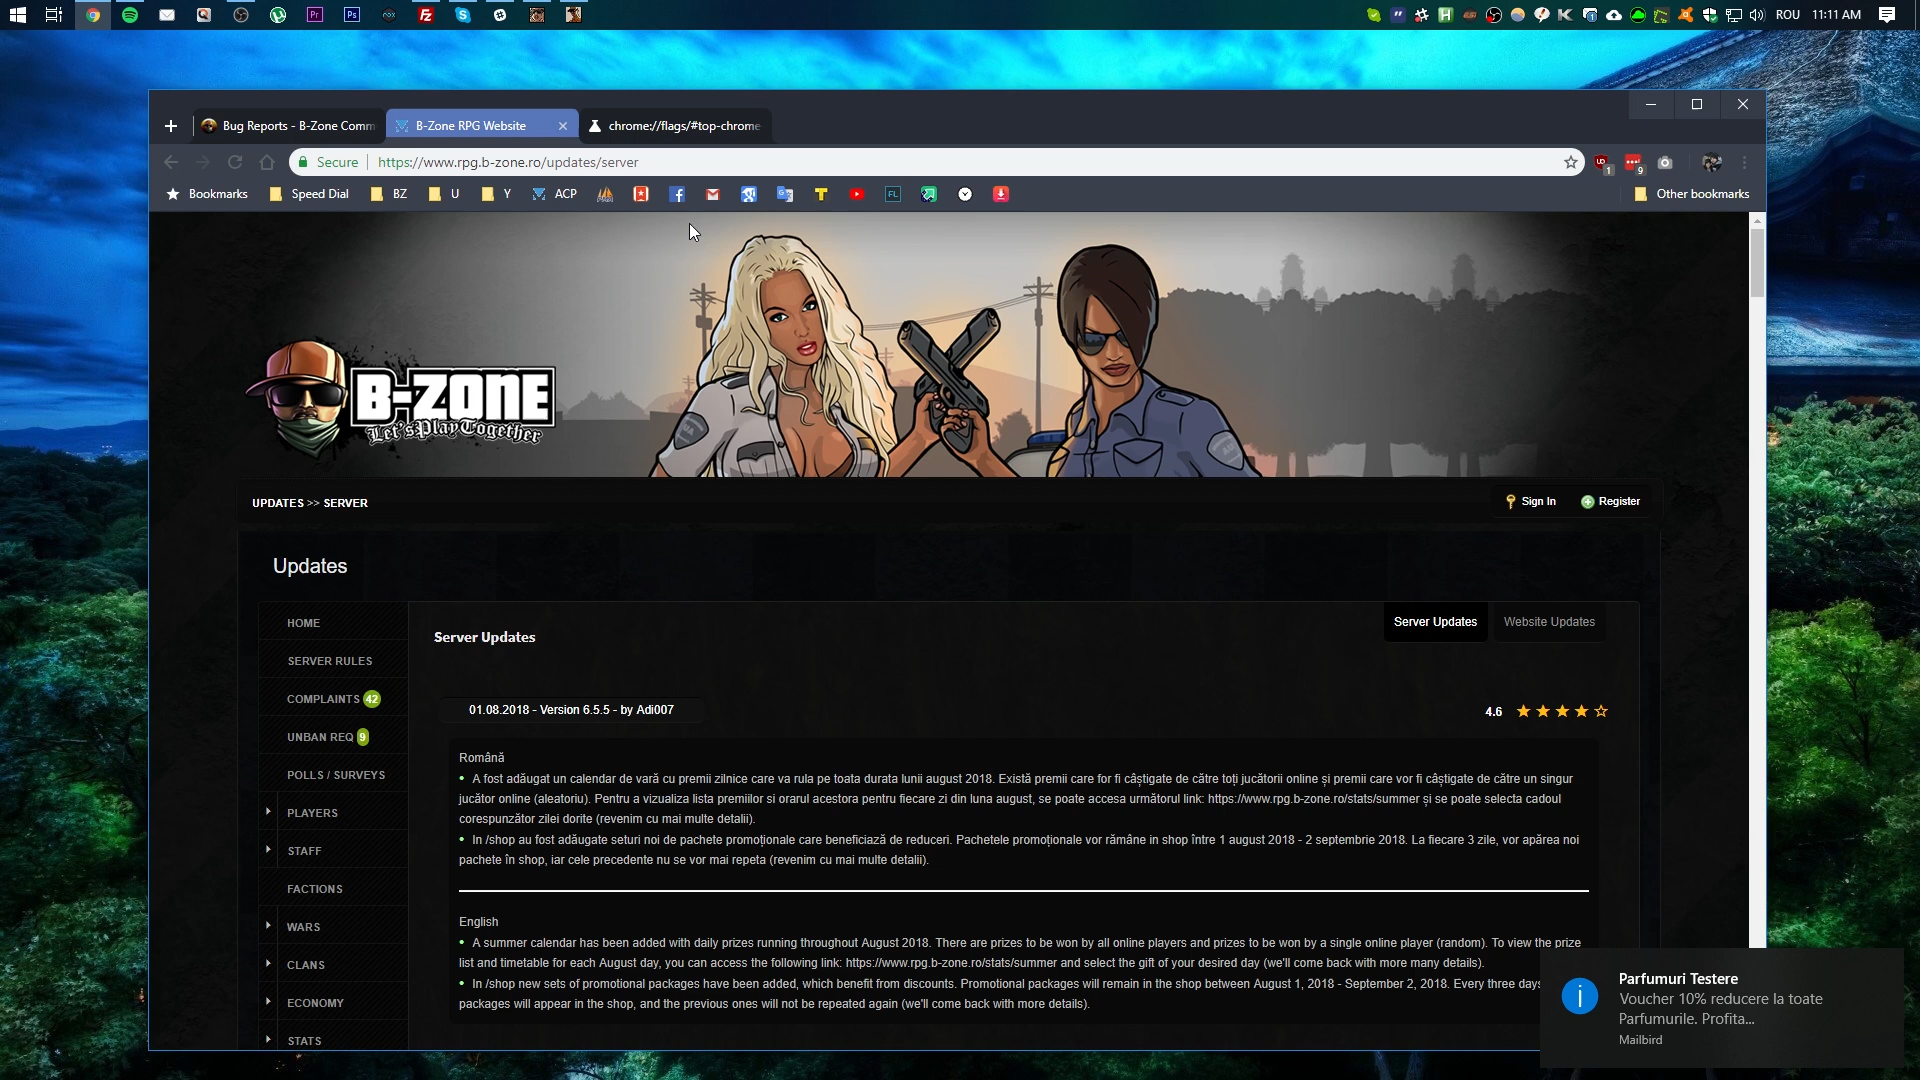 Pr
Ps
nox
Fz
ROU
11:11 AM
Bug Reports - B-Zone Comm
B-Zone RPG Website
chrome://flags/#top-chrome
Secure
https://www.rpg.b-zone.ro/updates/server
1
9
Bookmarks
Speed Dial
BZ
U
Y
ACP
FL
Other bookmarks
B-ZONE
Let's Play Together
UPDATES >> SERVER
Sign In
Register
Updates
HOME
SERVER RULES
COMPLAINTS 42
UNBAN REQ 9
POLLS / SURVEYS
PLAYERS
STAFF
FACTIONS
WARS
CLANS
ECONOMY
STATS
Server Updates
Server Updates
Website Updates
01.08.2018 - Version 6.5.5 - by Adi007
4.6
Română
• A fost adăugat un calendar de vară cu premii zilnice care va rula pe toata durata lunii august 2018. Există premii care for fi câștigate de către toți jucătorii online și premii care vor fi câștigate de către un singur
jucător online (aleatoriu). Pentru a vizualiza lista premiilor si orarul acestora pentru fiecare zi din luna august, se poate accesa următorul link: https://www.rpg.b-zone.ro/stats/summer și se poate selecta cadoul
corespunzător zilei dorite (revenim cu mai multe detalii).
• In /shop au fost adăugate seturi noi de pachete promoționale care beneficiază de reduceri. Pachetele promoționale vor rămâne in shop între 1 august 2018 - 2 septembrie 2018. La fiecare 3 zile, vor apărea noi
pachete în shop, iar cele precedente nu se vor mai repeta (revenim cu mai multe detalii).
English
• A summer calendar has been added with daily prizes running throughout August 2018. There are prizes to be won by all online players and prizes to be won by a single online player (random). To view the prize
list and timetable for each August day, you can access the following link: https://www.rpg.b-zone.ro/stats/summer and select the gift of your desired day (we'll come back with more many details).
• In /shop new sets of promotional packages have been added, which benefit from discounts. Promotional packages will remain in the shop between August 1, 2018 - September 2, 2018. Every three days
packages will appear in the shop, and the previous ones will not be repeated again (we'll come back with more details).
Parfumuri Testere
Voucher 10% reducere la toate
Parfumurile. Profita...
Mailbird